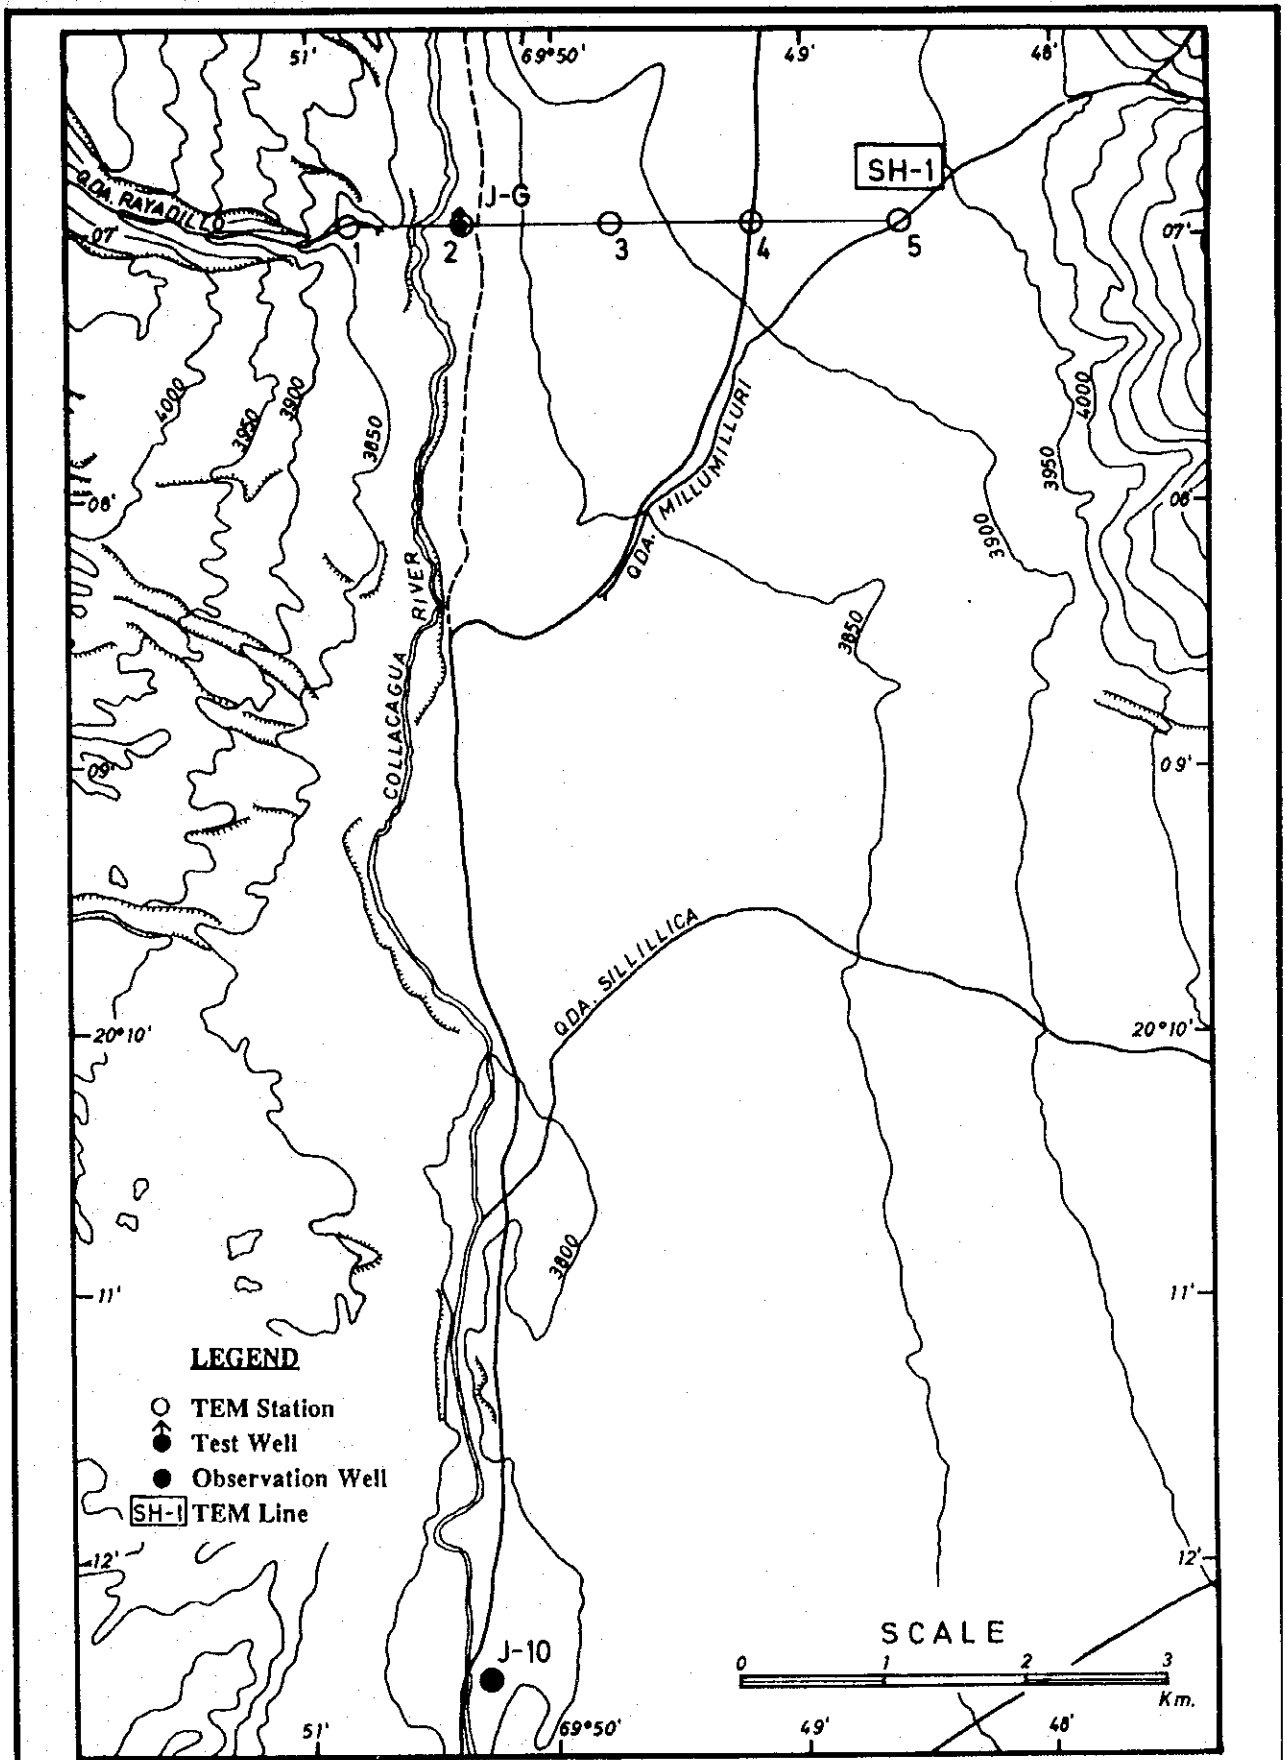 51'
69°50'
49'
48'
SH-1
QDA. RAYADILLO
J-G
07'
1
2
3
4
5
07'
4000
3950
3900
3850
4000
3950
08'
QDA. MILLUMILLURI
08'
3900
COLLACAGUA RIVER
3850
09'
09'
QDA. SILLILLICA
20°10'
20°10'
3800
11'
11'
LEGEND
TEM Station
Test Well
Observation Well
SH-1 TEM Line
12'
12'
SCALE
0 1 2 3
Km.
J-10
51'
69°50'
49'
48'